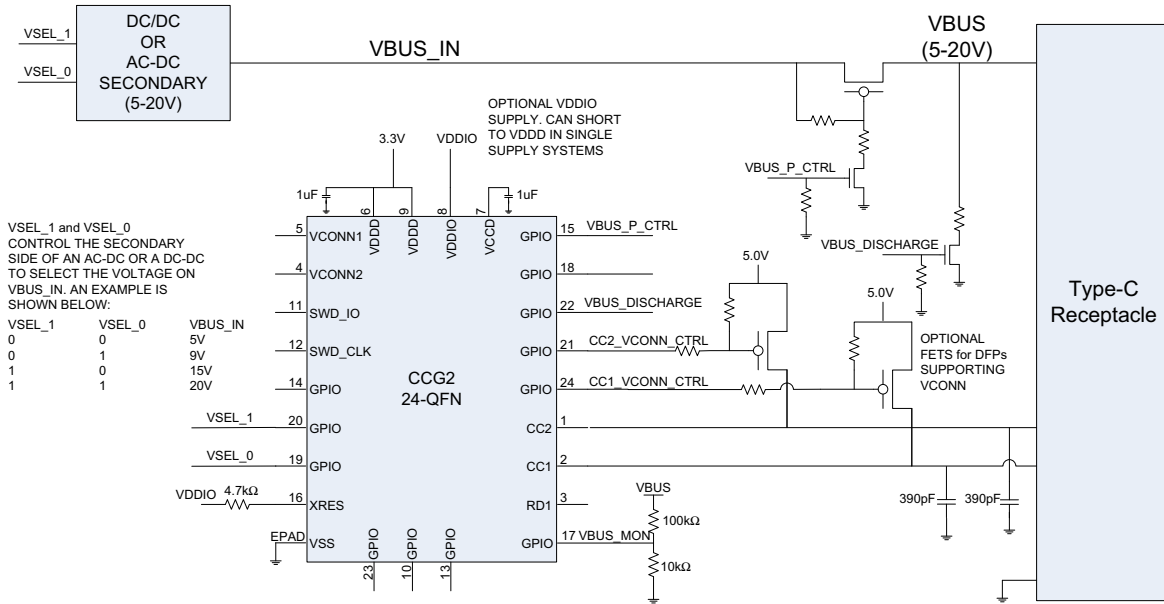 VSEL_1
VSEL_0
DC/DC
OR
AC-DC
SECONDARY
(5-20V)
VBUS_IN
VBUS
(5-20V)
Type-C
Receptacle
OPTIONAL VDDIO
SUPPLY. CAN SHORT
TO VDDD IN SINGLE
SUPPLY SYSTEMS
3.3V
VDDIO
1uF
1uF
6
9
8
7
VDDD
VDDD
VDDIO
VCCD
VBUS_P_CTRL
VBUS_DISCHARGE
5.0V
5.0V
OPTIONAL
FETS for DFPs
SUPPORTING
VCONN
VSEL_1 and VSEL_0
CONTROL THE SECONDARY
SIDE OF AN AC-DC OR A DC-DC
TO SELECT THE VOLTAGE ON
VBUS_IN. AN EXAMPLE IS
SHOWN BELOW:
VSEL_1 VSEL_0 VBUS_IN
0 0 5V
0 1 9V
1 0 15V
1 1 20V
5 VCONN1
4 VCONN2
11 SWD_IO
12 SWD_CLK
14 GPIO
VSEL_1 20 GPIO
VSEL_0 19 GPIO
VDDIO 4.7kΩ 16 XRES
EPAD VSS
CCG2
24-QFN
GPIO 15 VBUS_P_CTRL
GPIO 18
GPIO 22 VBUS_DISCHARGE
GPIO 21 CC2_VCONN_CTRL
GPIO 24 CC1_VCONN_CTRL
CC2 1
CC1 2
RD1 3
GPIO 17 VBUS_MON
GPIO
GPIO
GPIO
23
10
13
VBUS
100kΩ
10kΩ
390pF
390pF